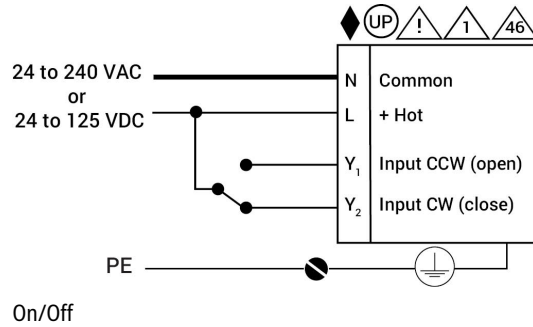 UP ! 1 46
24 to 240 VAC
or
24 to 125 VDC
N Common
L + Hot
Y1 Input CCW (open)
Y2 Input CW (close)
PE
On/Off